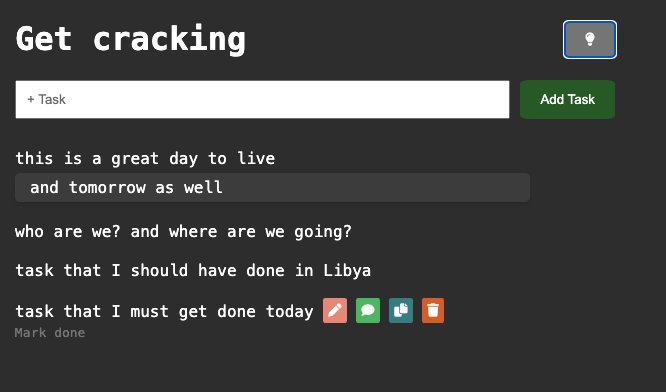 Get cracking
+ Task
Add Task
this is a great day to live
and tomorrow as well
who are we? and where are we going?
task that I should have done in Libya
task that I must get done today
Mark done